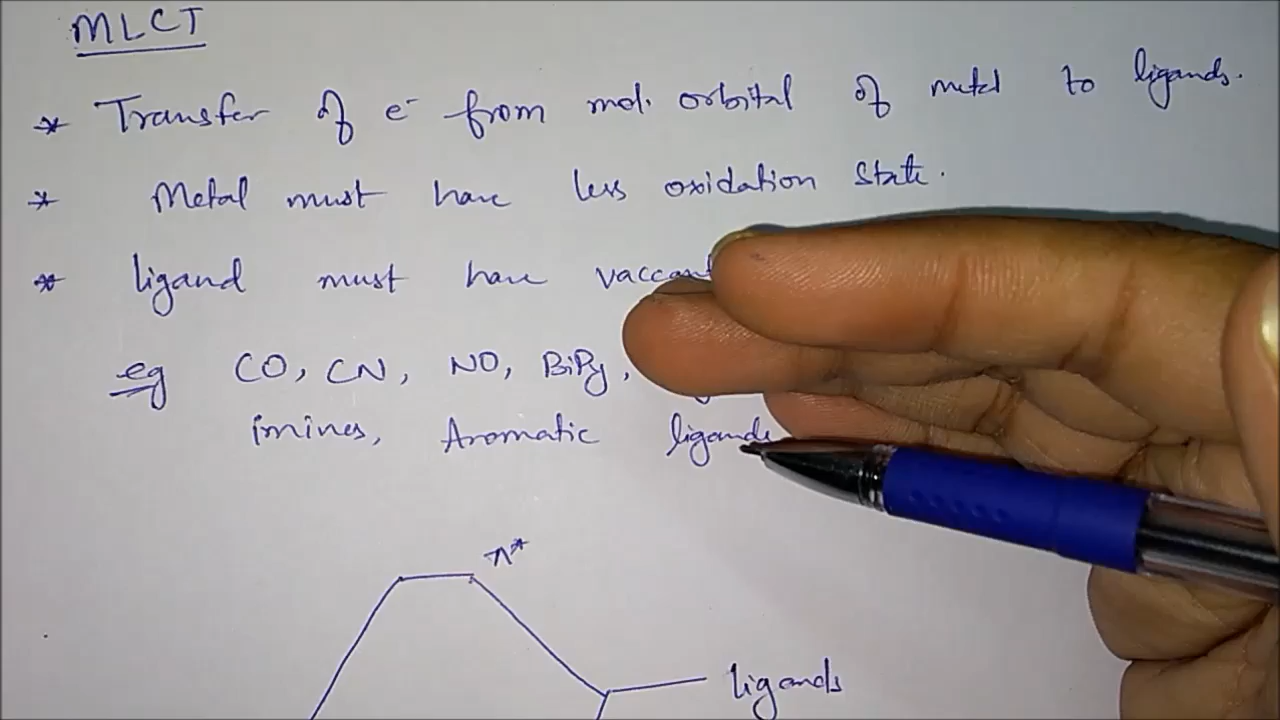 MLCT
* Transfer of e⁻ from mol. orbital of metal to ligands.
* Metal must have less oxidation state.
* ligand must have vaccant
eg CO, CN, NO, BiPy,
imines, Aromatic ligands
π*
ligands